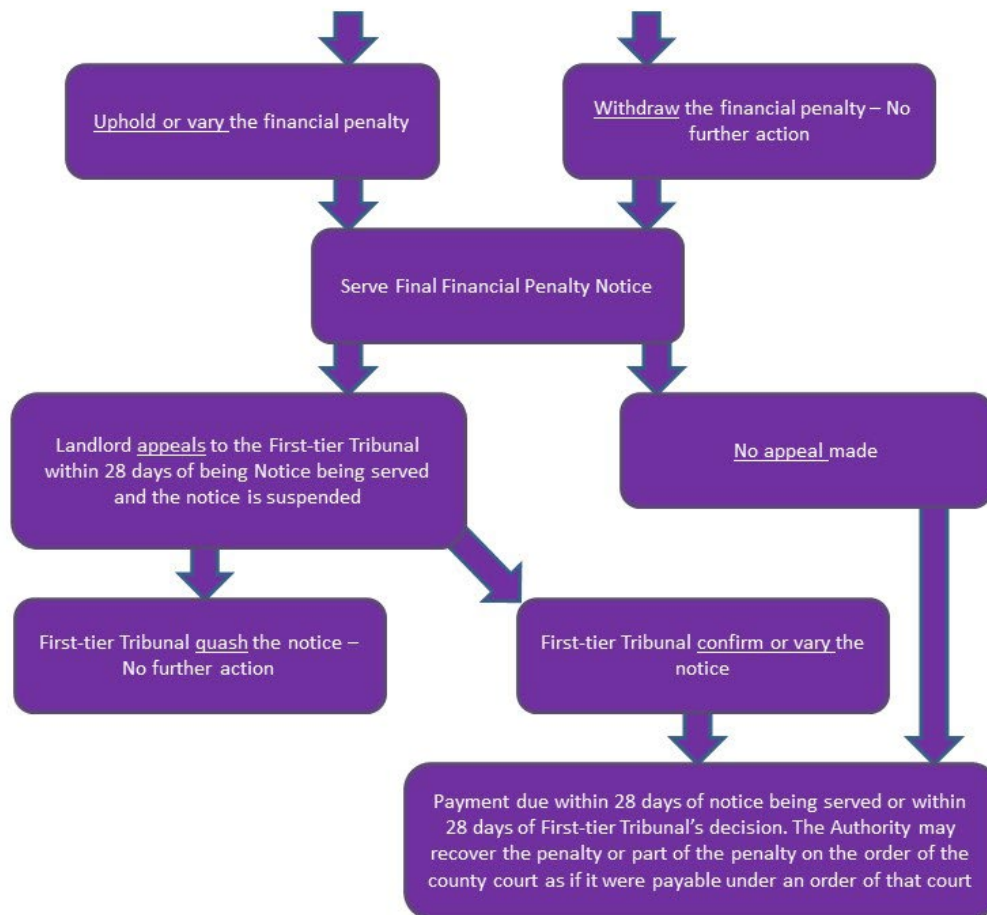 Uphold or vary the financial penalty
Withdraw the financial penalty – No
further action
Serve Final Financial Penalty Notice
Landlord appeals to the First-tier Tribunal
within 28 days of being Notice being served
and the notice is suspended
No appeal made
First-tier Tribunal quash the notice –
No further action
First-tier Tribunal confirm or vary the
notice
Payment due within 28 days of notice being served or within
28 days of First-tier Tribunal’s decision. The Authority may
recover the penalty or part of the penalty on the order of the
county court as if it were payable under an order of that court